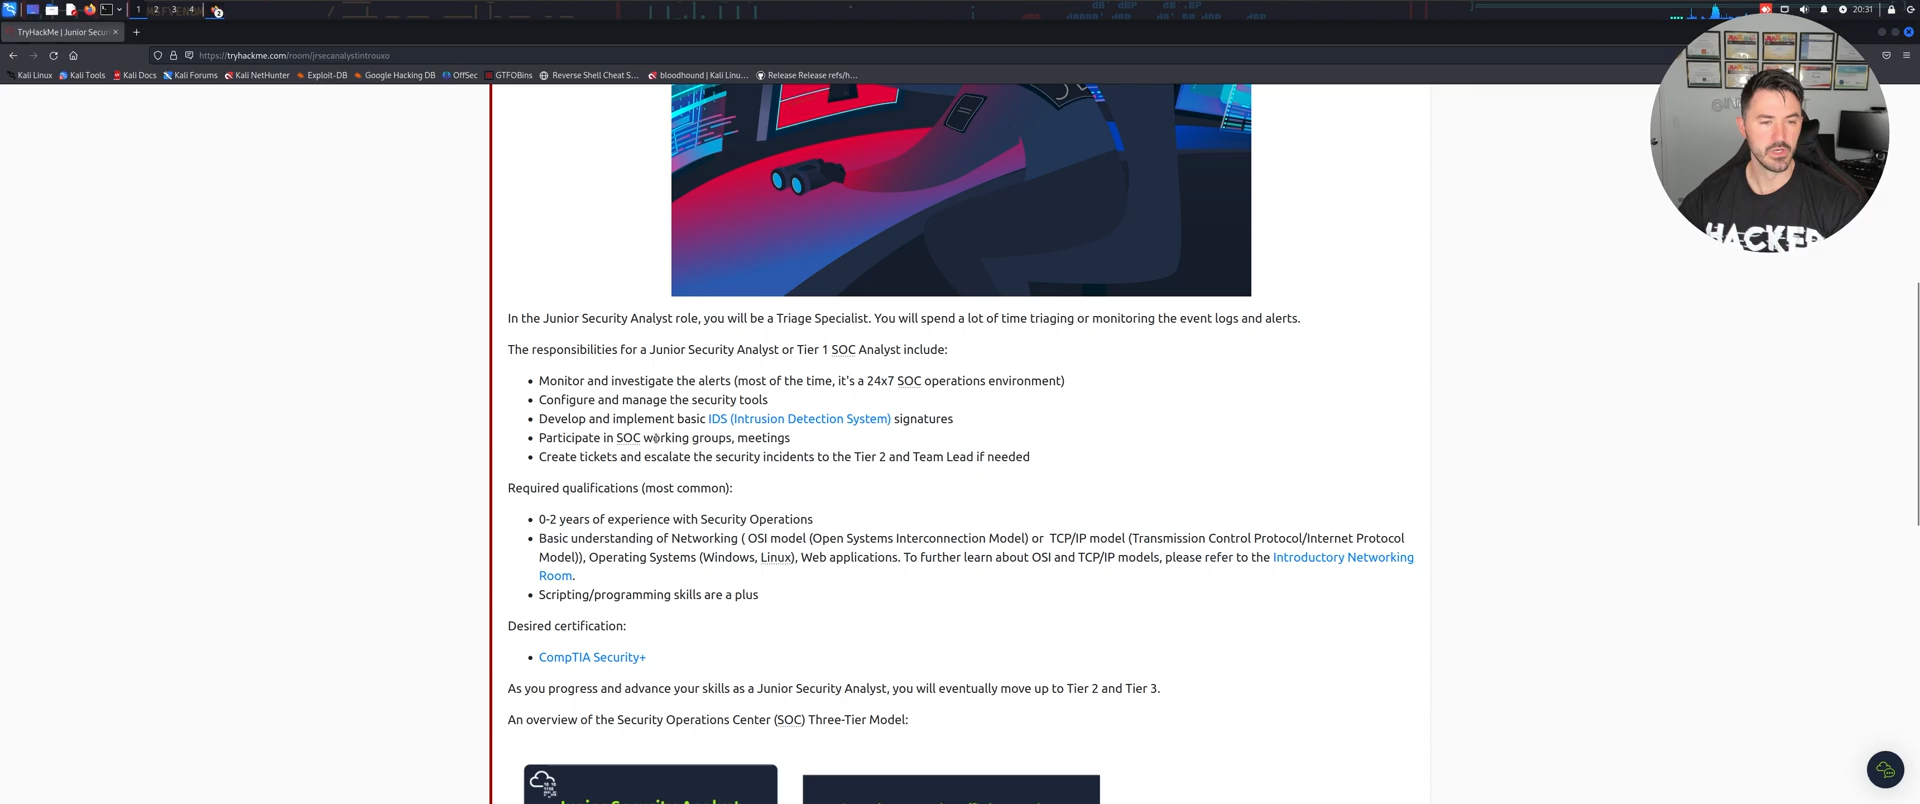 1 2 3 4
20:31
TryHackMe | Junior Secur
https://tryhackme.com/room/jrsecanalystintrouxo
Kali Linux Kali Tools Kali Docs Kali Forums Kali NetHunter Exploit-DB Google Hacking DB OffSec GTFOBins Reverse Shell Cheat S... bloodhound | Kali Linu... Release Release refs/h...
HACKER
In the Junior Security Analyst role, you will be a Triage Specialist. You will spend a lot of time triaging or monitoring the event logs and alerts.
The responsibilities for a Junior Security Analyst or Tier 1 SOC Analyst include:
• Monitor and investigate the alerts (most of the time, it's a 24x7 SOC operations environment)
• Configure and manage the security tools
• Develop and implement basic IDS (Intrusion Detection System) signatures
• Participate in SOC working groups, meetings
• Create tickets and escalate the security incidents to the Tier 2 and Team Lead if needed
Required qualifications (most common):
• 0-2 years of experience with Security Operations
• Basic understanding of Networking ( OSI model (Open Systems Interconnection Model) or TCP/IP model (Transmission Control Protocol/Internet Protocol
Model)), Operating Systems (Windows, Linux), Web applications. To further learn about OSI and TCP/IP models, please refer to the Introductory Networking
Room.
• Scripting/programming skills are a plus
Desired certification:
• CompTIA Security+
As you progress and advance your skills as a Junior Security Analyst, you will eventually move up to Tier 2 and Tier 3.
An overview of the Security Operations Center (SOC) Three-Tier Model: